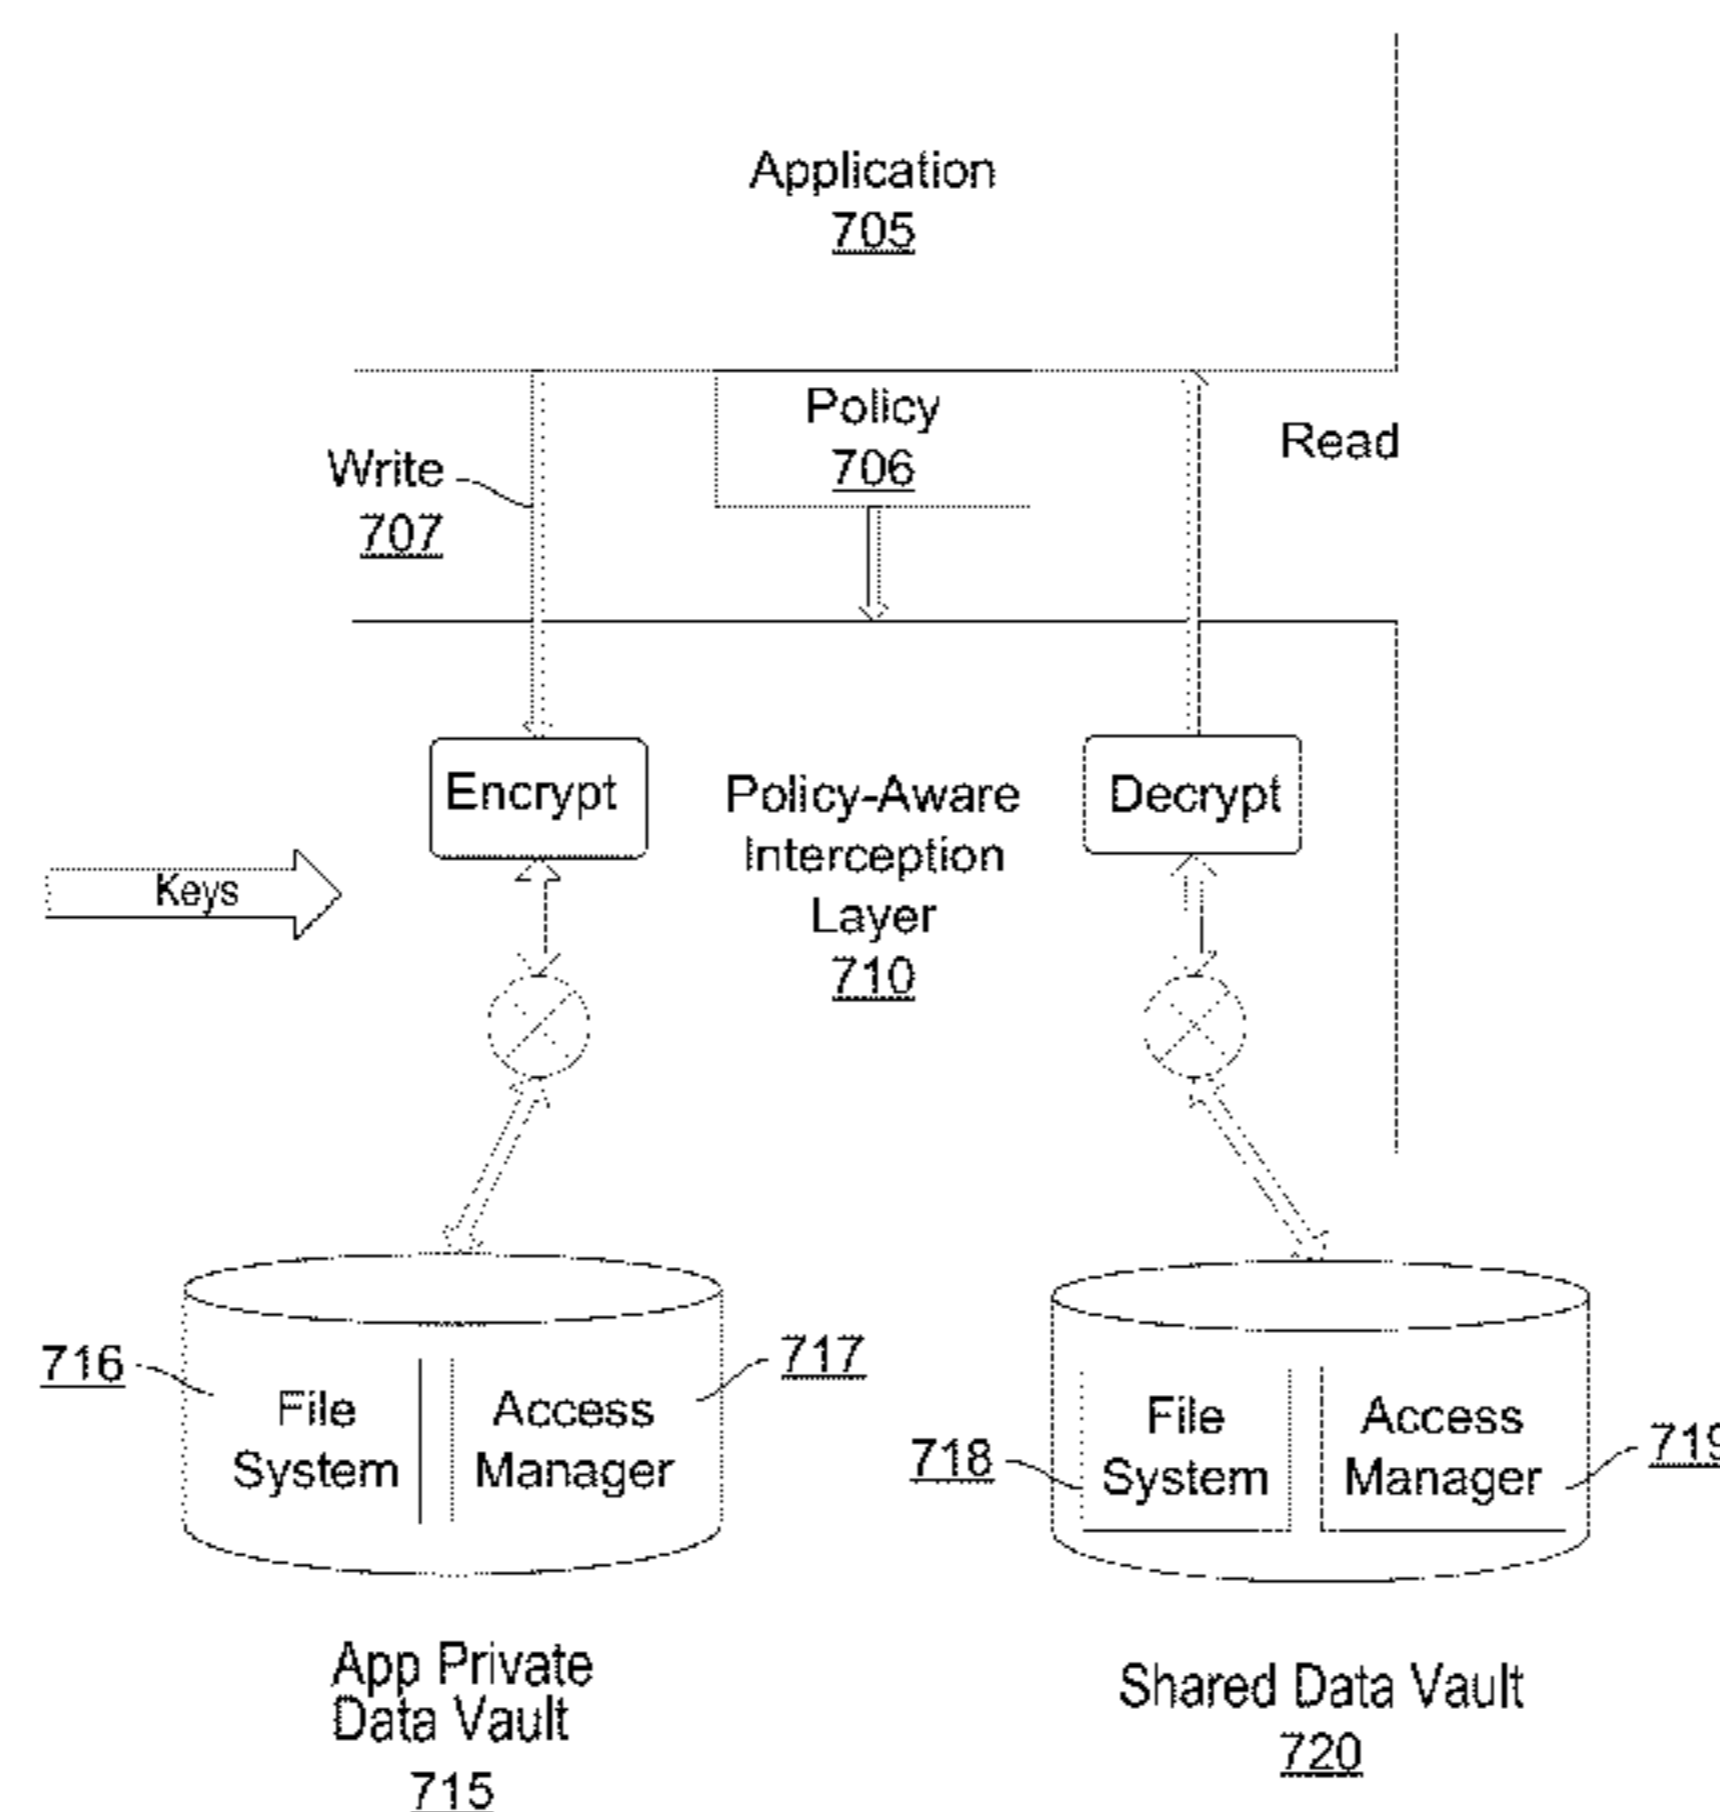 Application
705
Policy
706
Read
Write
707
Encrypt
Policy-Aware
Interception
Layer
710
Decrypt
Keys
716
File
System
Access
Manager
717
718
File
System
Access
Manager
719
App Private
Data Vault
715
Shared Data Vault
720